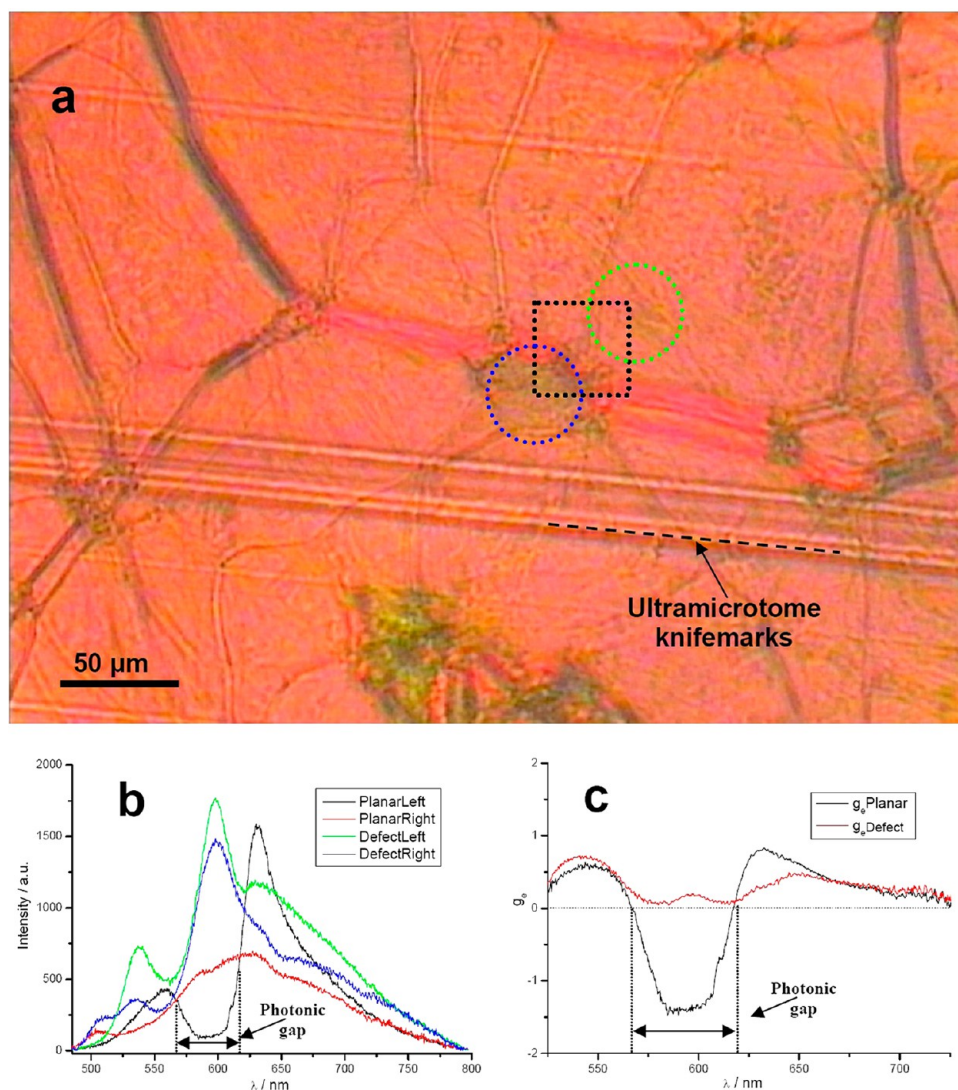 a
50 µm
Ultramicrotome
knifemarks
b
2000
1500
1000
500
0
Intensity / a.u.
PlanarLeft
PlanarRight
DefectLeft
DefectRight
Photonic
gap
500 550 600 650 700 750 800
λ / nm
c
2
1
0
-1
-2
gₑ
gₑPlanar
gₑDefect
Photonic
gap
550 600 650 700
λ / nm